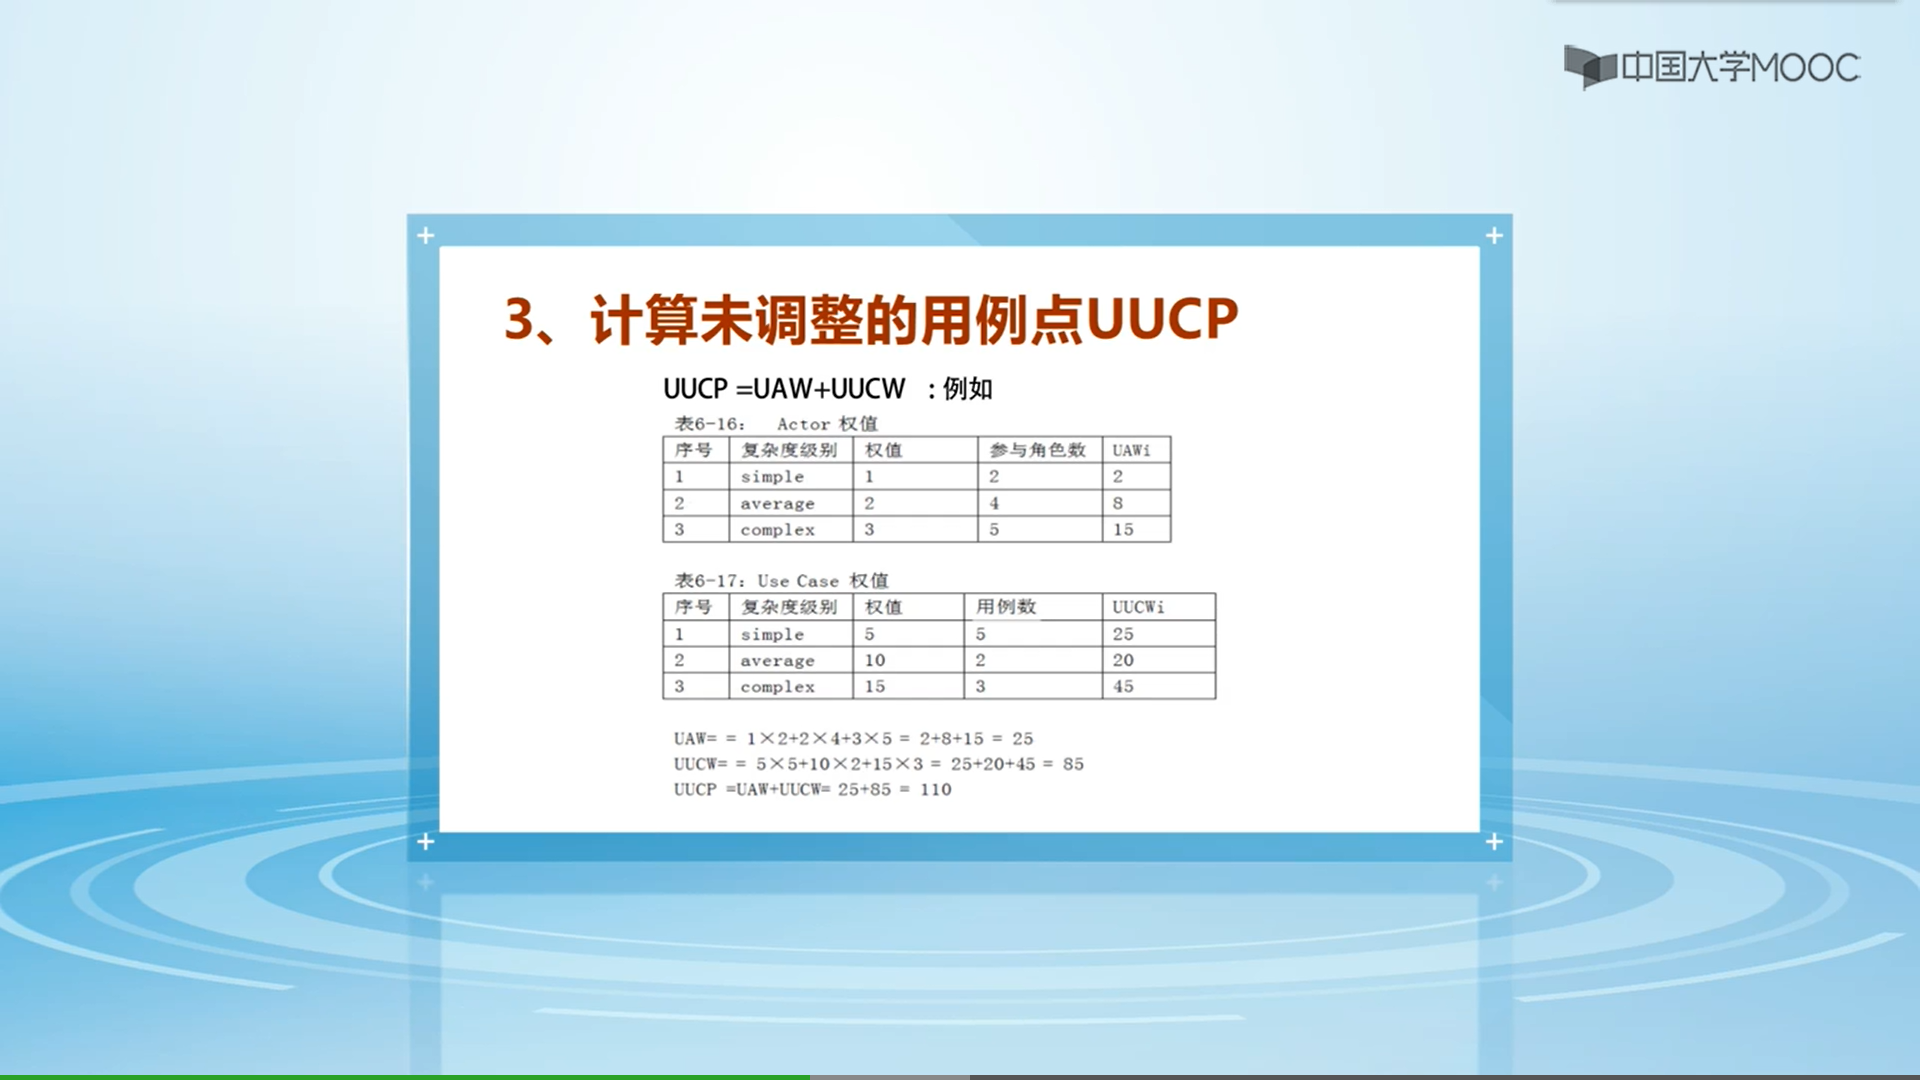 中国大学MOOC
3、计算未调整的用例点UUCP
UUCP =UAW+UUCW ：例如
表6-16： Actor 权值
序号 复杂度级别 权值 参与角色数 UAWi
1 simple 1 2 2
2 average 2 4 8
3 complex 3 5 15
表6-17：Use Case 权值
序号 复杂度级别 权值 用例数 UUCWi
1 simple 5 5 25
2 average 10 2 20
3 complex 15 3 45
UAW= = 1×2+2×4+3×5 = 2+8+15 = 25
UUCW= = 5×5+10×2+15×3 = 25+20+45 = 85
UUCP =UAW+UUCW= 25+85 = 110